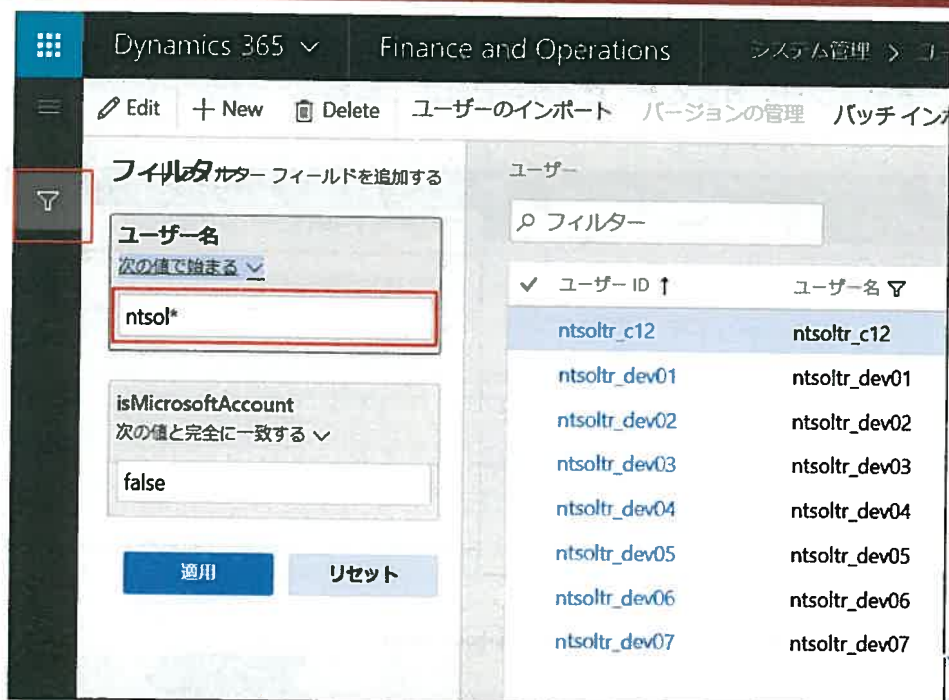 Dynamics 365
Finance and Operations
システム管理 >
Edit
+ New
Delete
ユーザーのインポート
バージョンの管理
バッチ イン
フィルター フィールドを追加する
ユーザー名
次の値で始まる
ntsol*
isMicrosoftAccount
次の値と完全に一致する
false
適用
リセット
ユーザー
フィルター
ユーザー ID ↑
ユーザー名
ntsoltr_c12
ntsoltr_c12
ntsoltr_dev01
ntsoltr_dev01
ntsoltr_dev02
ntsoltr_dev02
ntsoltr_dev03
ntsoltr_dev03
ntsoltr_dev04
ntsoltr_dev04
ntsoltr_dev05
ntsoltr_dev05
ntsoltr_dev06
ntsoltr_dev06
ntsoltr_dev07
ntsoltr_dev07